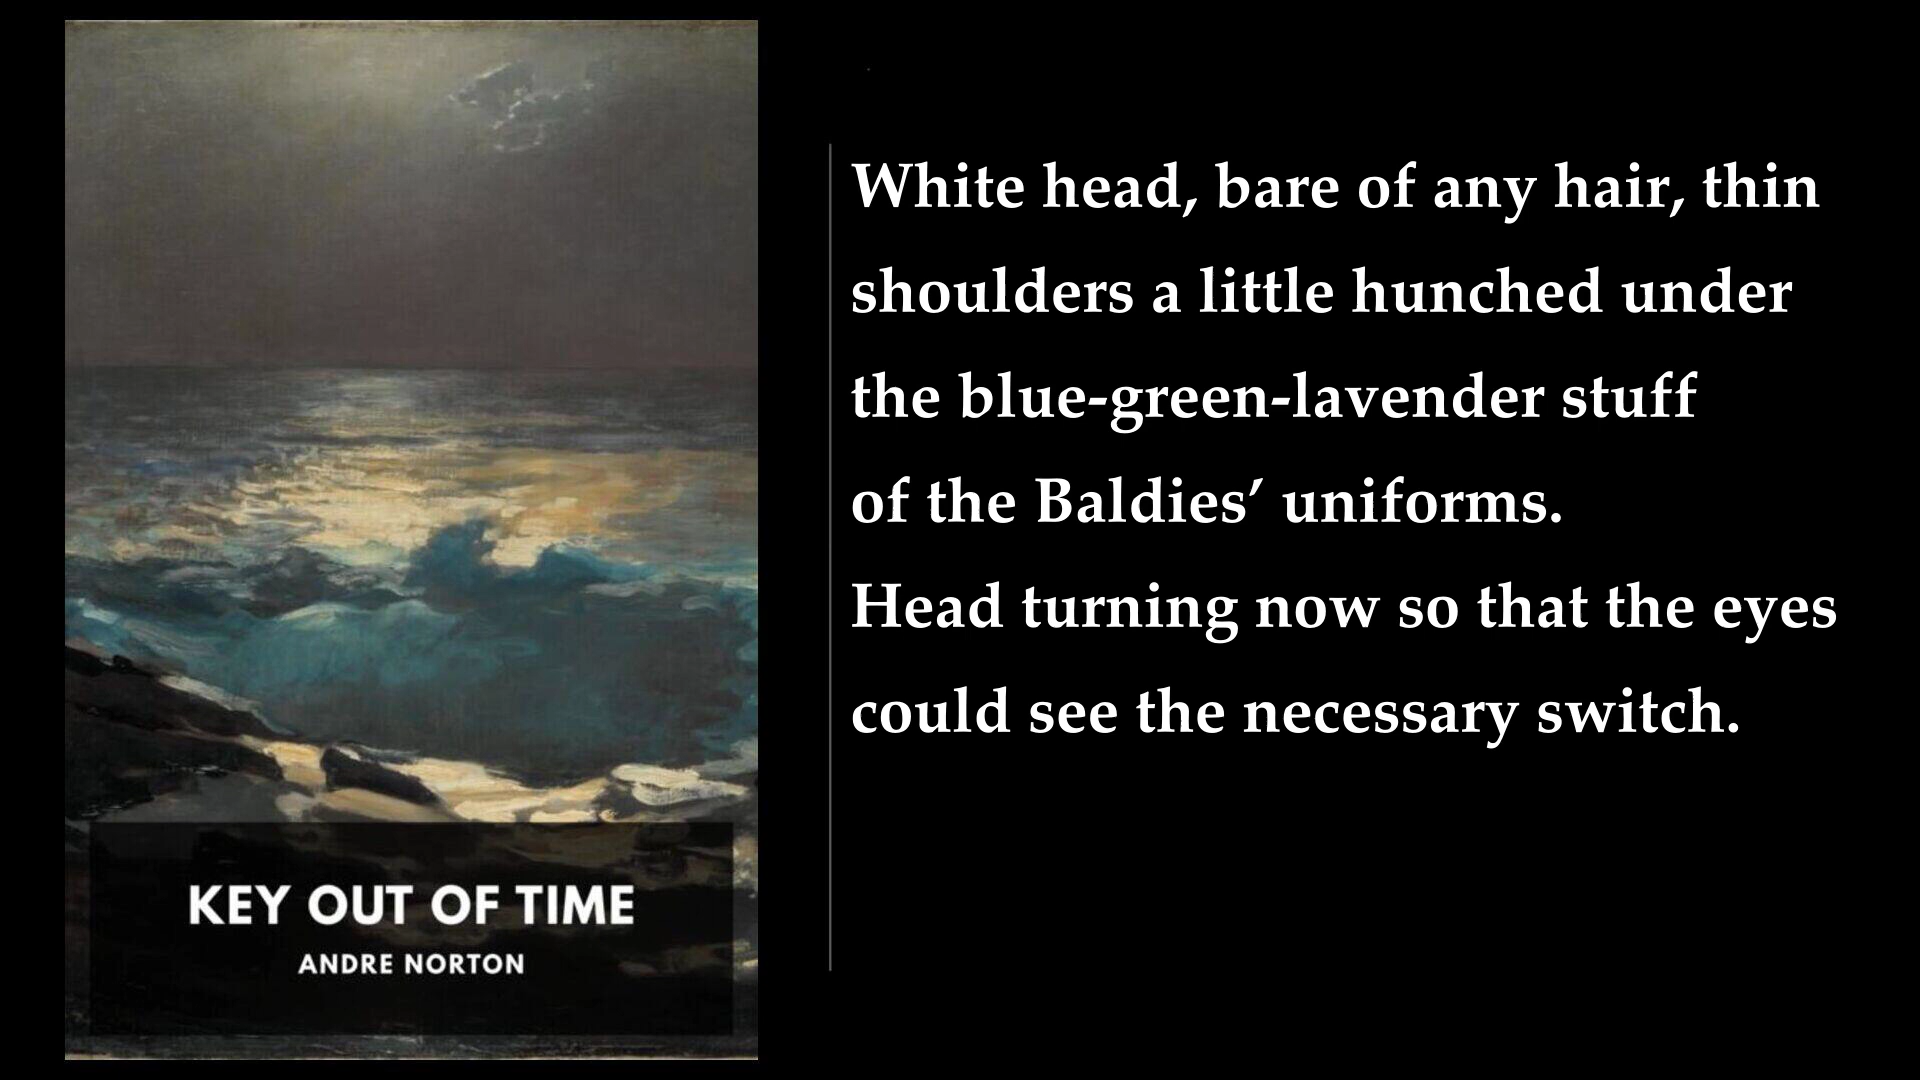 White head, bare of any hair, thin
shoulders a little hunched under
the blue-green-lavender stuff
of the Baldies’ uniforms.
Head turning now so that the eyes
could see the necessary switch.
KEY OUT OF TIME
ANDRE NORTON